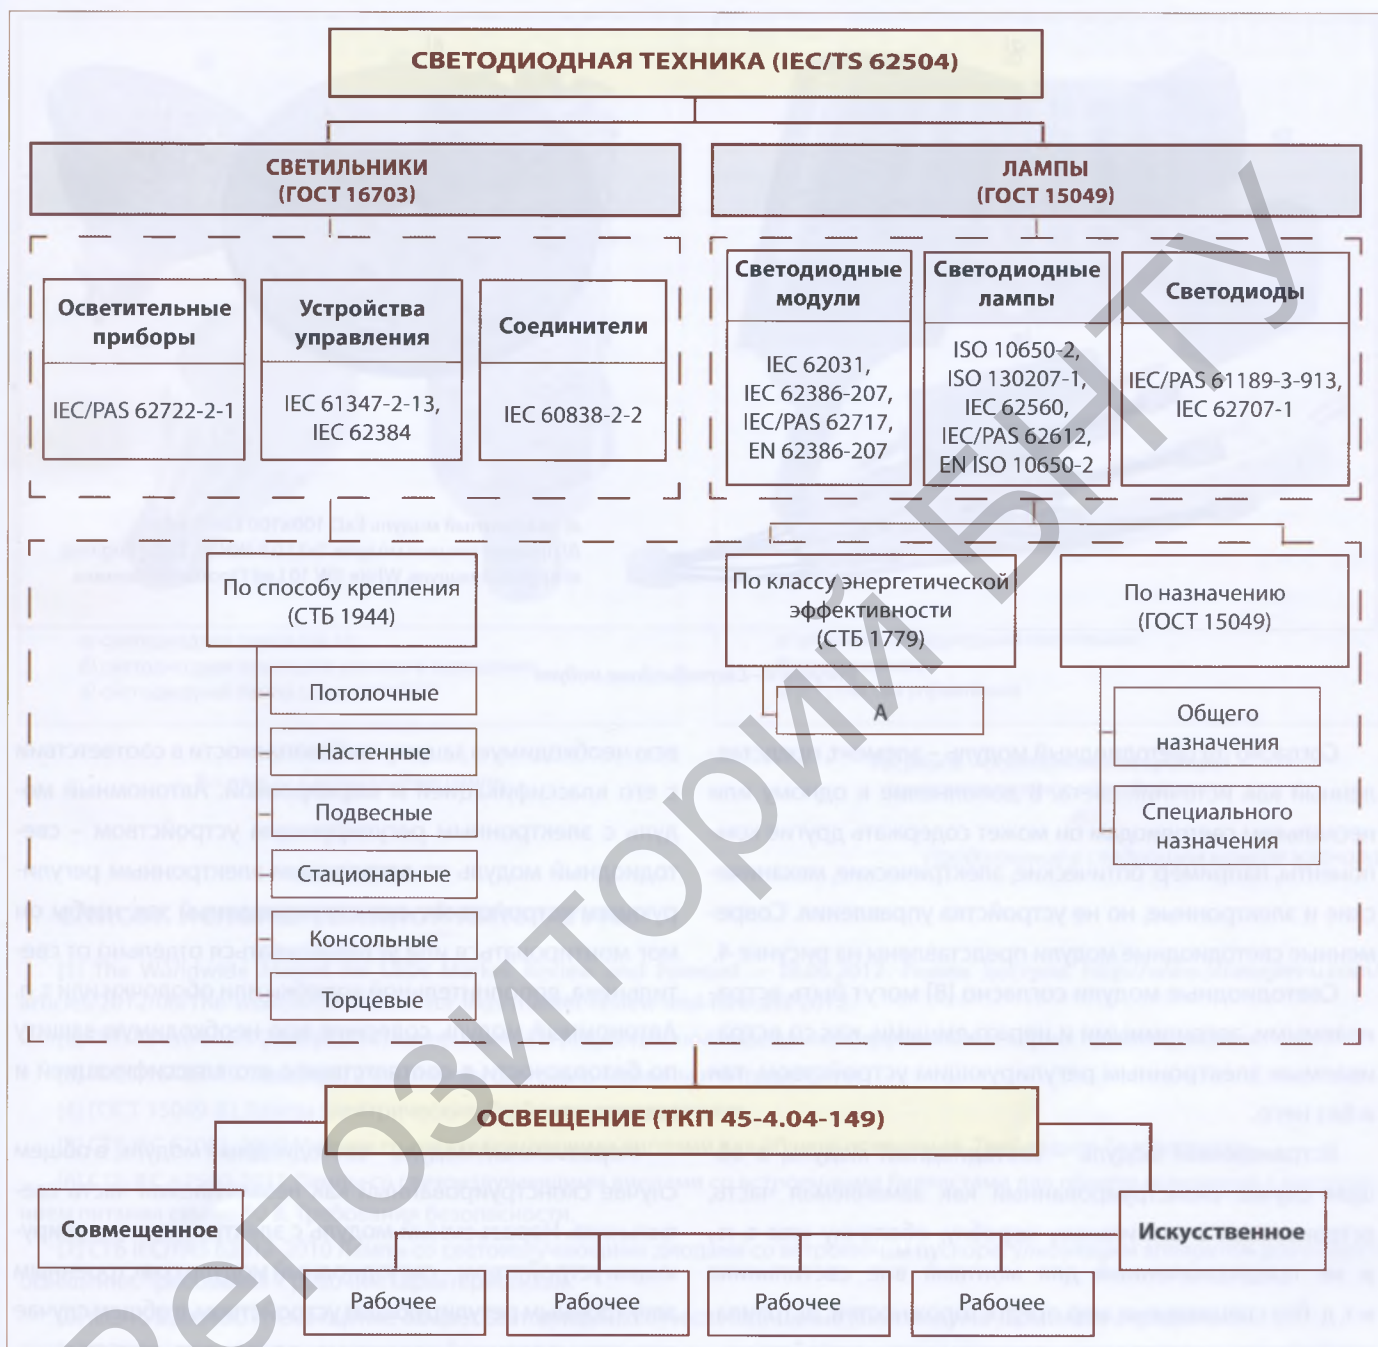 СВЕТОДИОДНАЯ ТЕХНИКА (IEC/TS 62504)
СВЕТИЛЬНИКИ
(ГОСТ 16703)
ЛАМПЫ
(ГОСТ 15049)
Осветительные
приборы
IEC/PAS 62722-2-1
Устройства
управления
IEC 61347-2-13,
IEC 62384
Соединители
IEC 60838-2-2
Светодиодные
модули
IEC 62031,
IEC 62386-207,
IEC/PAS 62717,
EN 62386-207
Светодиодные
лампы
ISO 10650-2,
ISO 130207-1,
IEC 62560,
IEC/PAS 62612,
EN ISO 10650-2
Светодиоды
IEC/PAS 61189-3-913,
IEC 62707-1
По способу крепления
(СТБ 1944)
Потолочные
Настенные
Подвесные
Стационарные
Консольные
Торцевые
По классу энергетической
эффективности
(СТБ 1779)
А
По назначению
(ГОСТ 15049)
Общего
назначения
Специального
назначения
ОСВЕЩЕНИЕ (ТКП 45-4.04-149)
Совмещенное
Искусственное
Рабочее
Рабочее
Рабочее
Рабочее
Репозиторий БНТУ